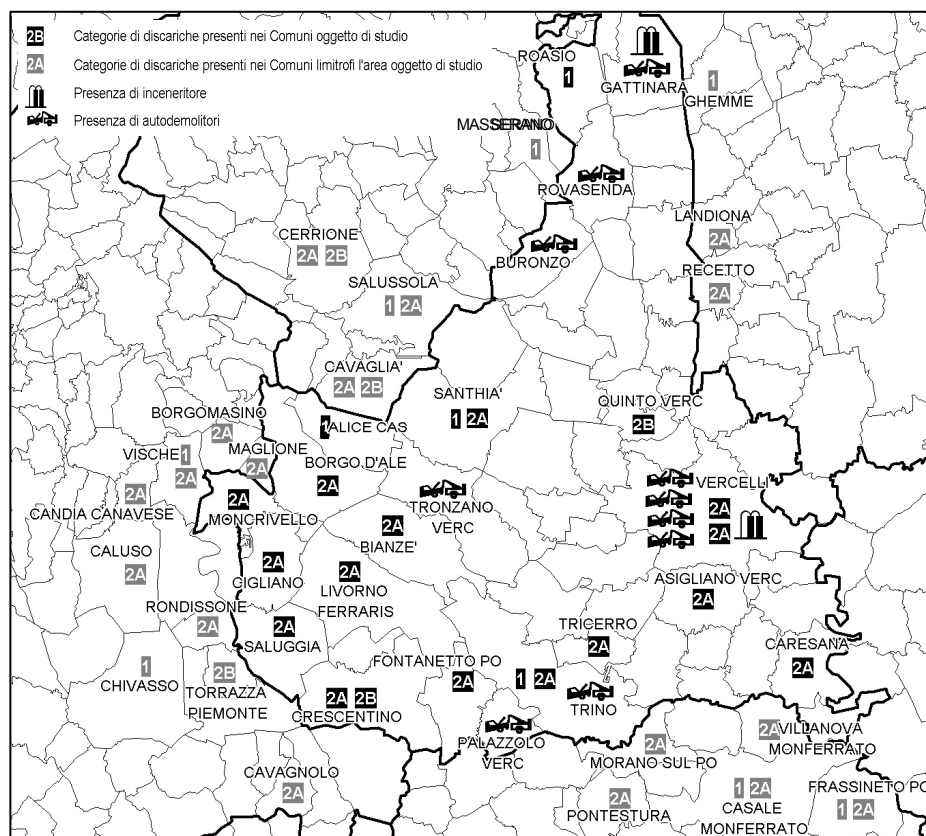 2B Categorie di discariche presenti nei Comuni oggetto di studio
2A Categorie di discariche presenti nei Comuni limitrofi l'area oggetto di studio
Presenza di inceneritore
Presenza di autodemolitori
ROASIO
1
GATTINARA
1
GHEMME
MASSERANO
1
ROVASENDA
LANDIONA
2A
CERRIONE
2A 2B
BURONZO
RECETTO
2A
SALUSSOLA
1 2A
CAVAGLIA'
2A 2B
SANTHIA'
1 2A
QUINTO VERC
2B
BORGOMASINO
2A
1 ALICE CAS
VISCHE 1
2A
MAGLIONE
2A
BORGO D'ALE
2A
TRONZANO
VERC
VERCELLI
2A
2A
2A
CANDIA CANAVESE
2A
MONCRIVELLO
2A
BIANZE'
CALUSO
2A
2A
CIGLIANO
2A
LIVORNO
FERRARIS
ASIGLIANO VERC
2A
RONDISSONE
2A
2A
SALUGGIA
TRICERRO
2A
CARESANA
2A
1
CHIVASSO
2B
TORRAZZA
PIEMONTE
FONTANETTO PO
2A
1 2A
TRINO
2A 2B
CRESCENTINO
PALAZZOLO
VERC
2A
MORANO SUL PO
2A VILLANOVA
MONFERRATO
CAVAGNOLO
2A
2A
PONTESTURA
1 2A
CASALE
MONFERRATO
FRASSINETO PO
1 2A